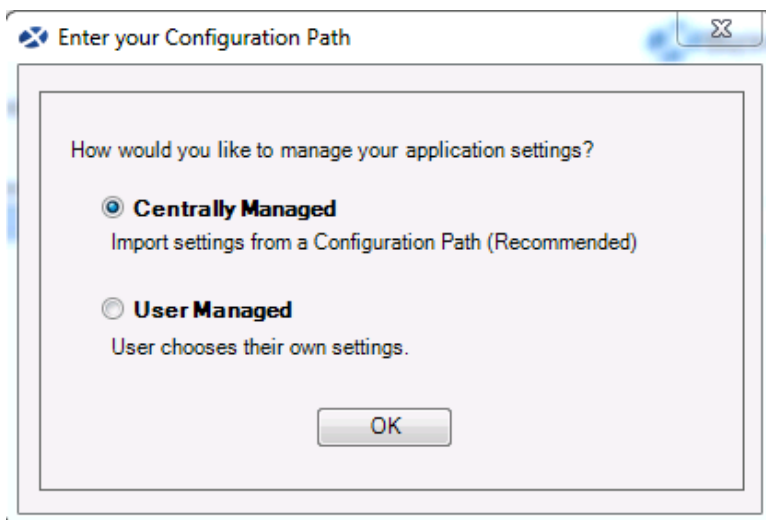 Enter your Configuration Path
How would you like to manage your application settings?
Centrally Managed
Import settings from a Configuration Path (Recommended)
User Managed
User chooses their own settings.
OK